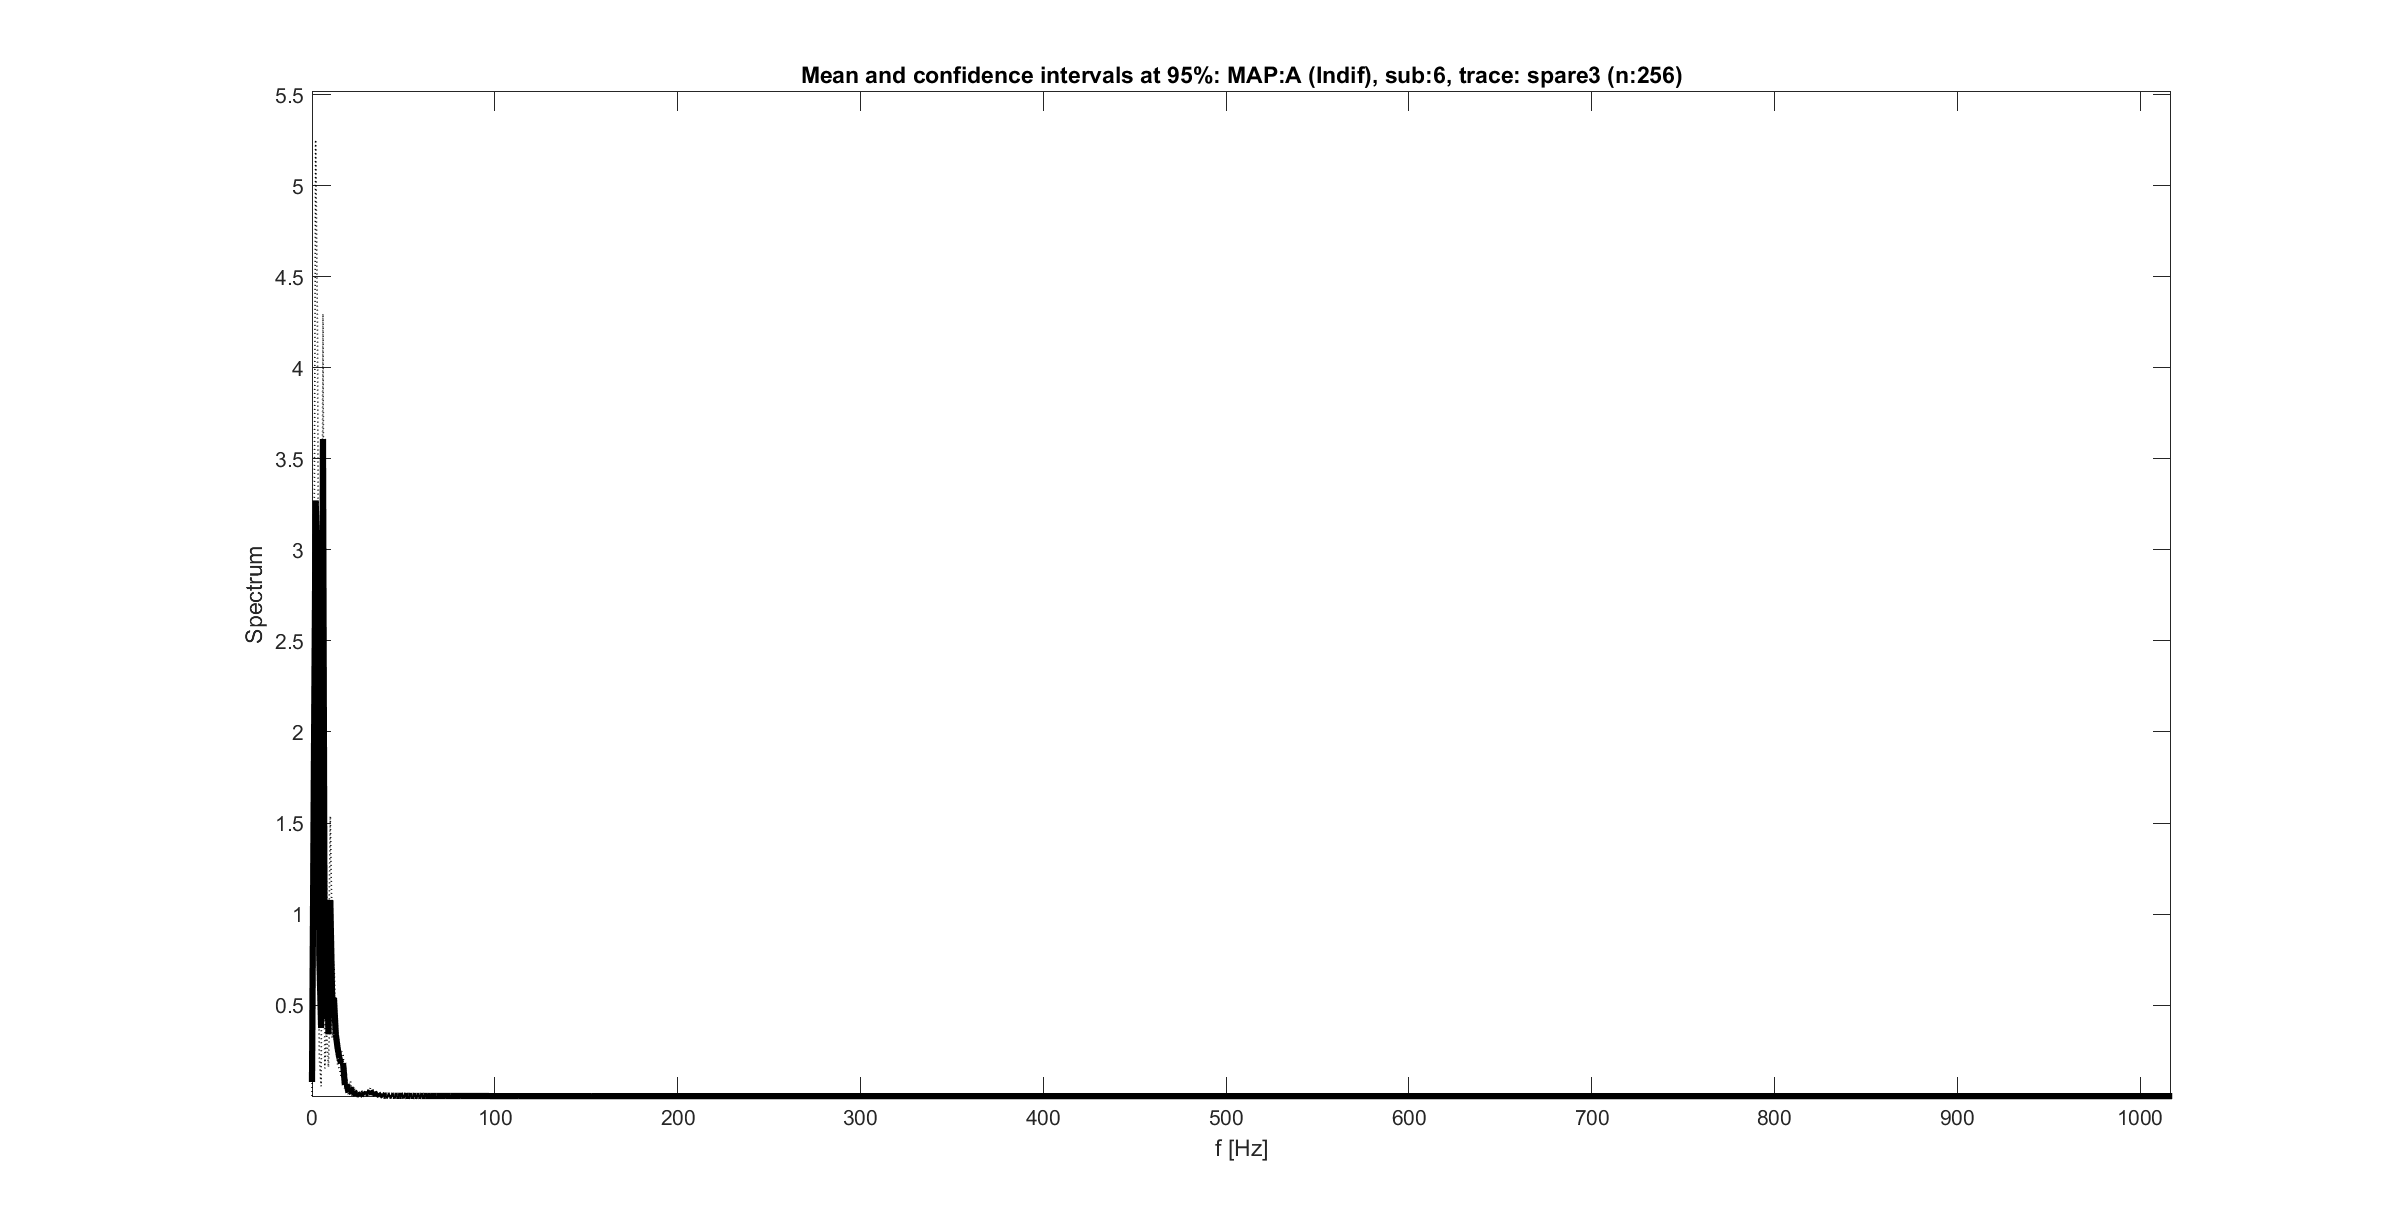 Mean and confidence intervals at 95%: MAP:A (Indif), sub:6, trace: spare3 (n:256)
5.5
5
4.5
4
3.5
3
2.5
2
1.5
1
0.5
Spectrum
0 100 200 300 400 500 600 700 800 900 1000
f [Hz]